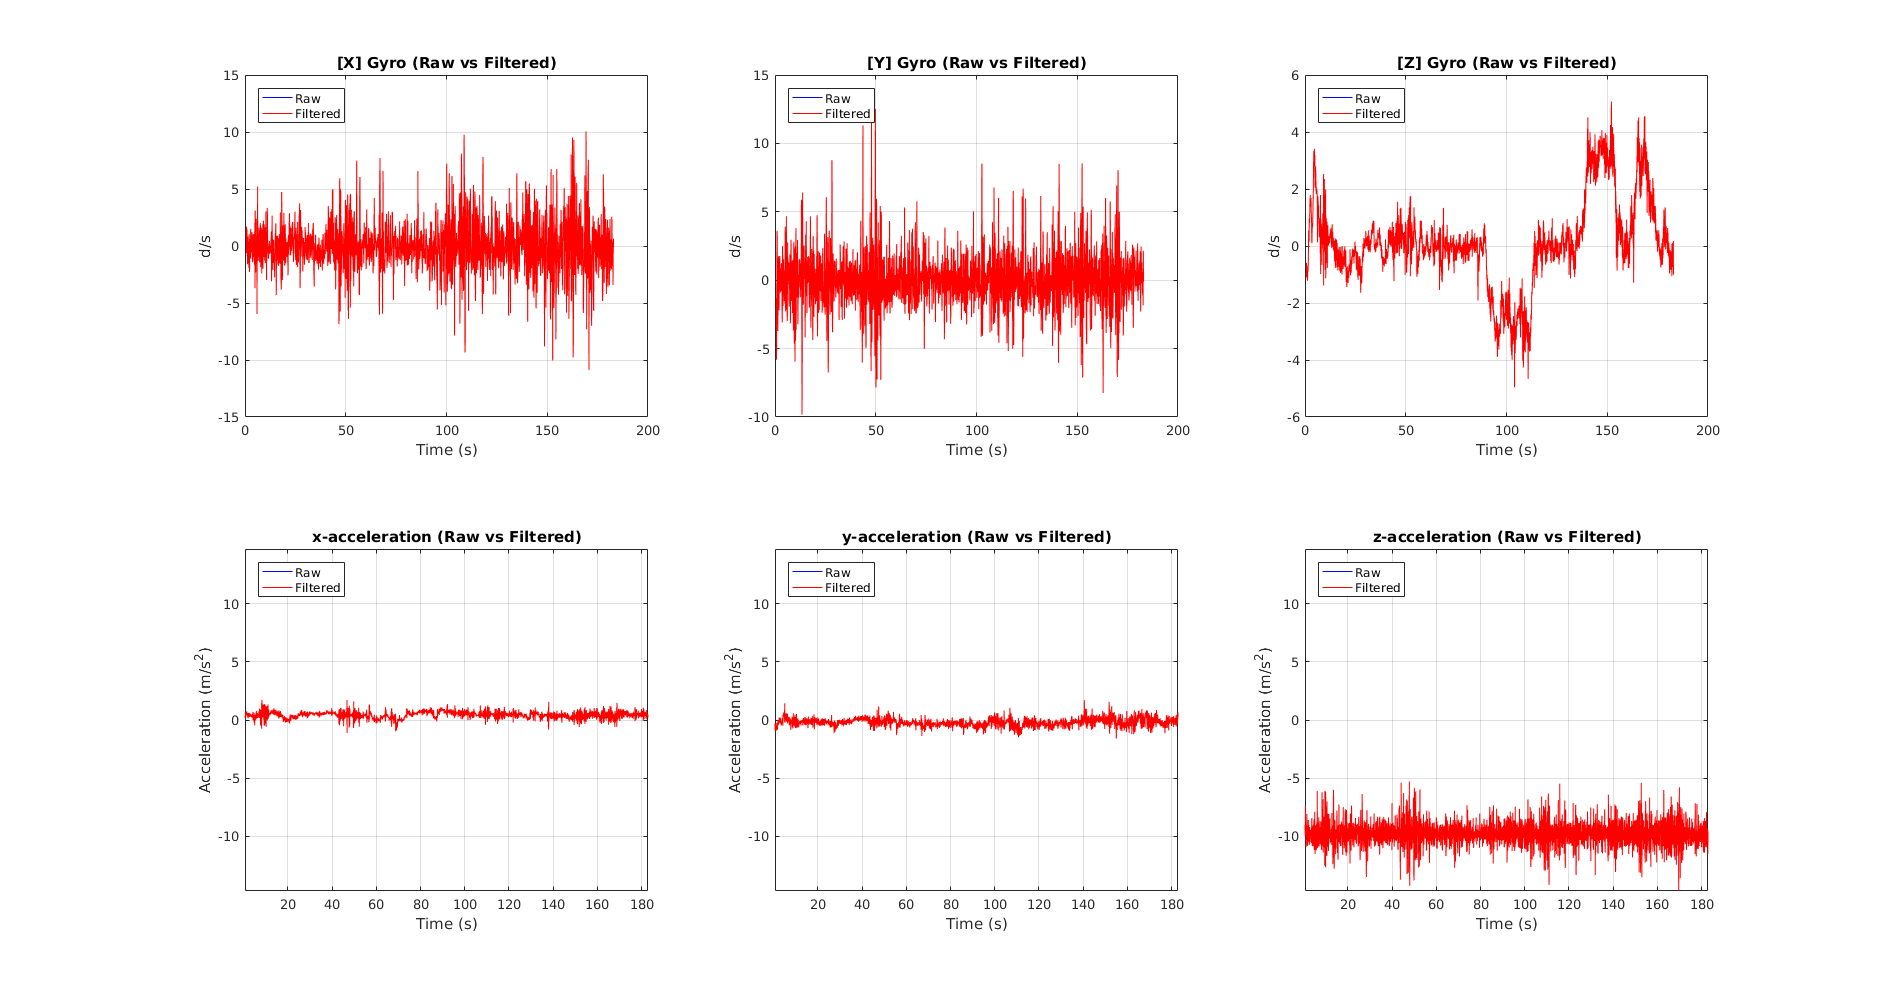 [X] Gyro (Raw vs Filtered)
15
10
5
0
-5
-10
-15
d/s
Raw
Filtered
0 50 100 150 200
Time (s)
[Y] Gyro (Raw vs Filtered)
15
10
5
0
-5
-10
d/s
Raw
Filtered
0 50 100 150 200
Time (s)
[Z] Gyro (Raw vs Filtered)
6
4
2
0
-2
-4
-6
d/s
Raw
Filtered
0 50 100 150 200
Time (s)
x-acceleration (Raw vs Filtered)
10
5
0
-5
-10
Acceleration (m/s²)
Raw
Filtered
20 40 60 80 100 120 140 160 180
Time (s)
y-acceleration (Raw vs Filtered)
10
5
0
-5
-10
Acceleration (m/s²)
Raw
Filtered
20 40 60 80 100 120 140 160 180
Time (s)
z-acceleration (Raw vs Filtered)
10
5
0
-5
-10
Acceleration (m/s²)
Raw
Filtered
20 40 60 80 100 120 140 160 180
Time (s)